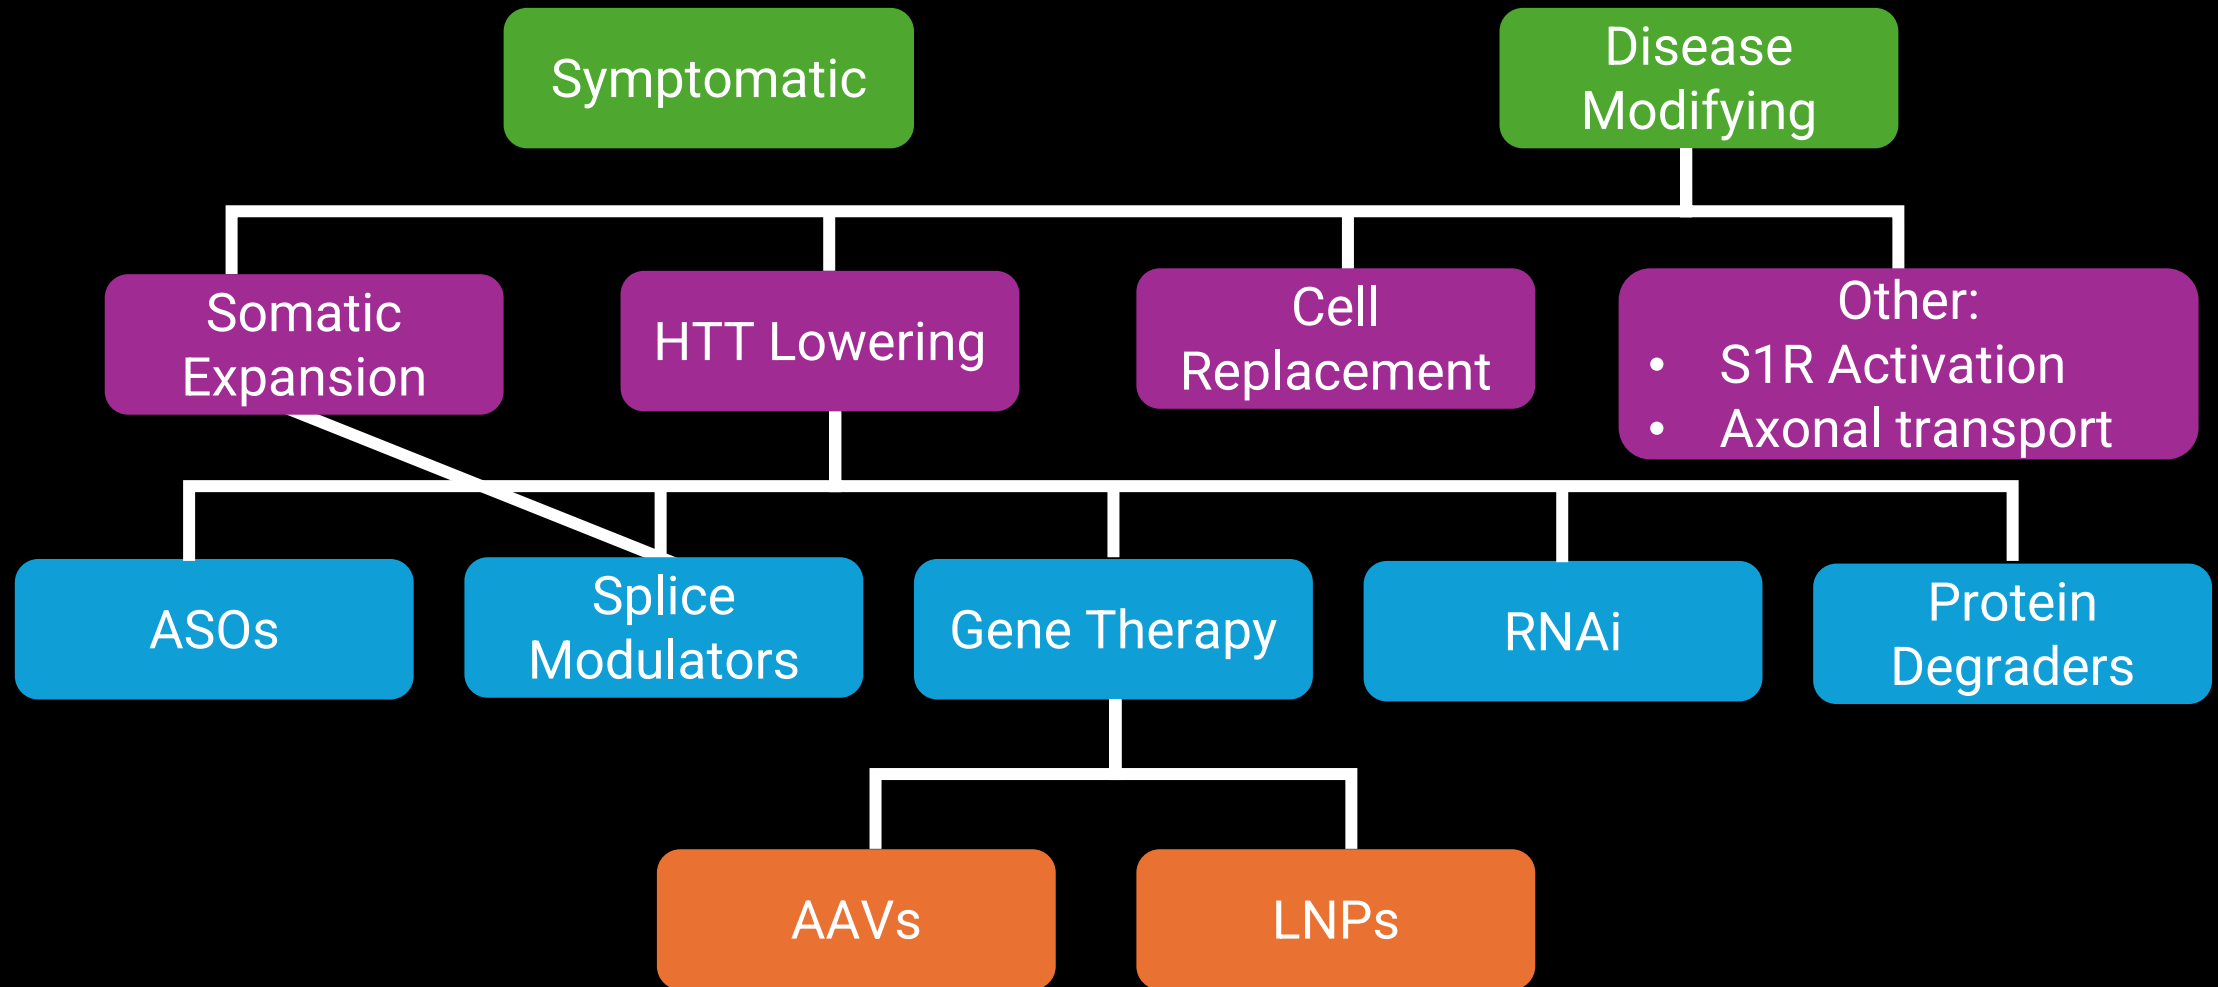 Symptomatic
Disease
Modifying
Somatic
Expansion
HTT Lowering
Cell
Replacement
Other:
• S1R Activation
• Axonal transport
ASOs
Splice
Modulators
Gene Therapy
RNAi
Protein
Degraders
AAVs
LNPs